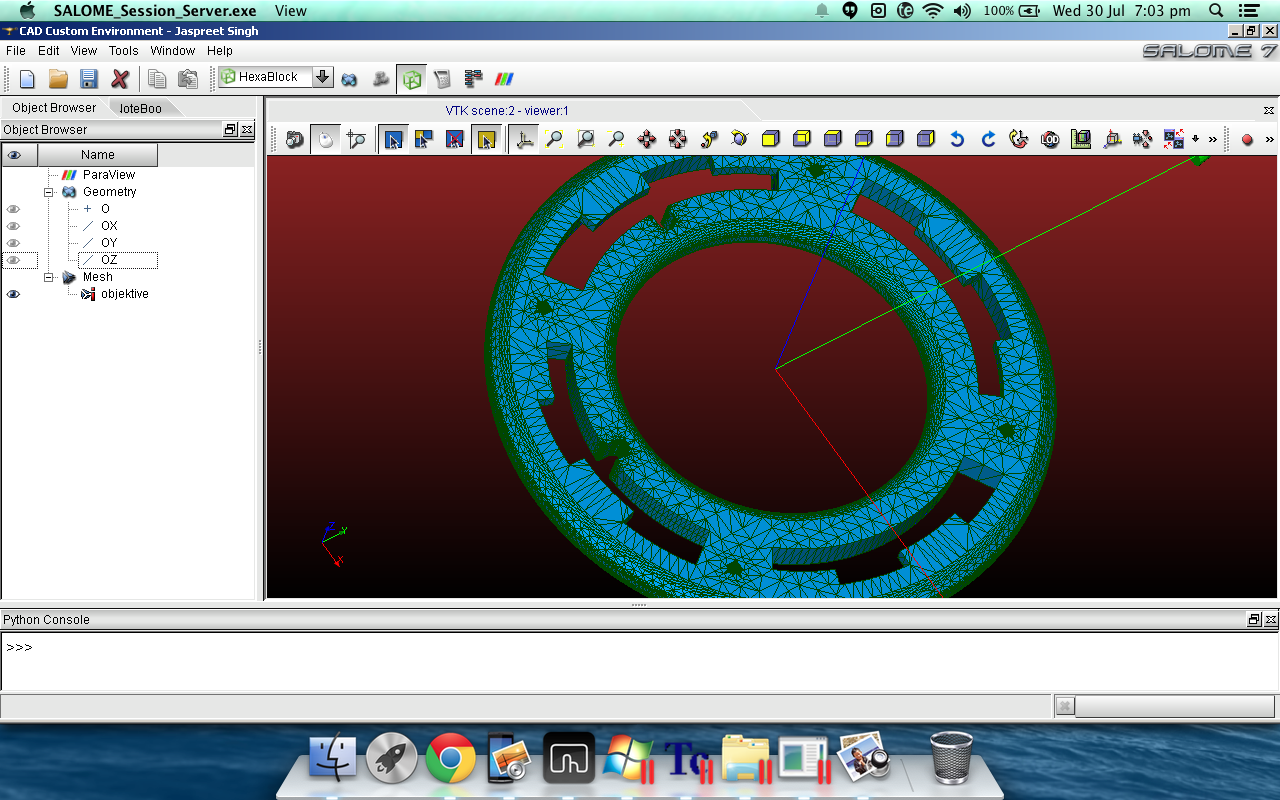 SALOME_Session_Server.exe View 100% Wed 30 Jul 7:03 pm
CAD Custom Environment - Jaspreet Singh
File Edit View Tools Window Help
SALOME 7
HexaBlock
Object Browser NoteBoo
VTK scene:2 - viewer:1
Object Browser
Name
ParaView
Geometry
O
OX
OY
OZ
Mesh
objektive
LOD
Z
Y
X
Python Console
>>>
Tc